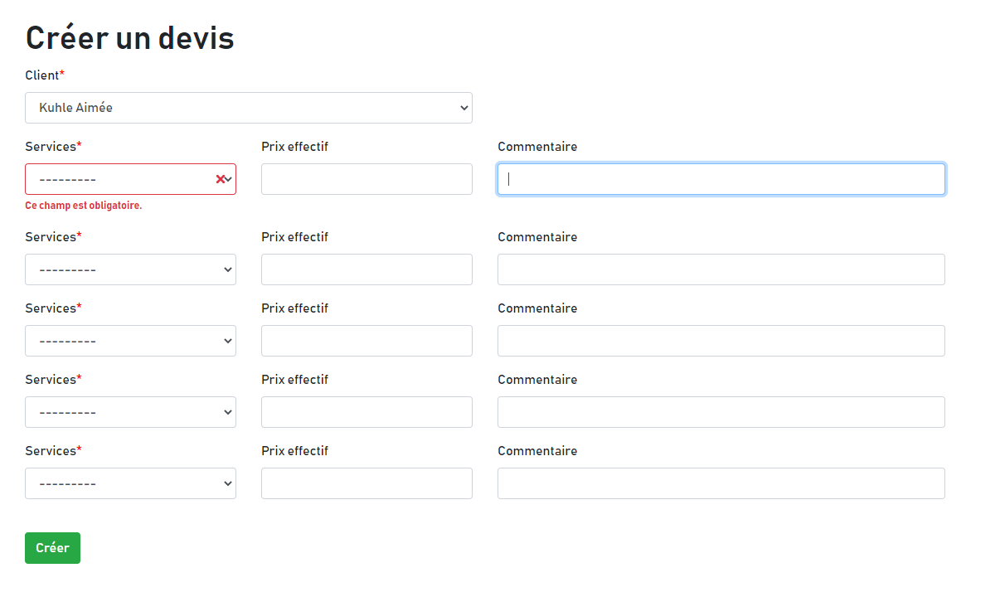 Créer un devis
Client*
Kuhle Aimée
Services* Prix effectif Commentaire
---------
Ce champ est obligatoire.
Services* Prix effectif Commentaire
---------
Services* Prix effectif Commentaire
---------
Services* Prix effectif Commentaire
---------
Services* Prix effectif Commentaire
---------
Créer